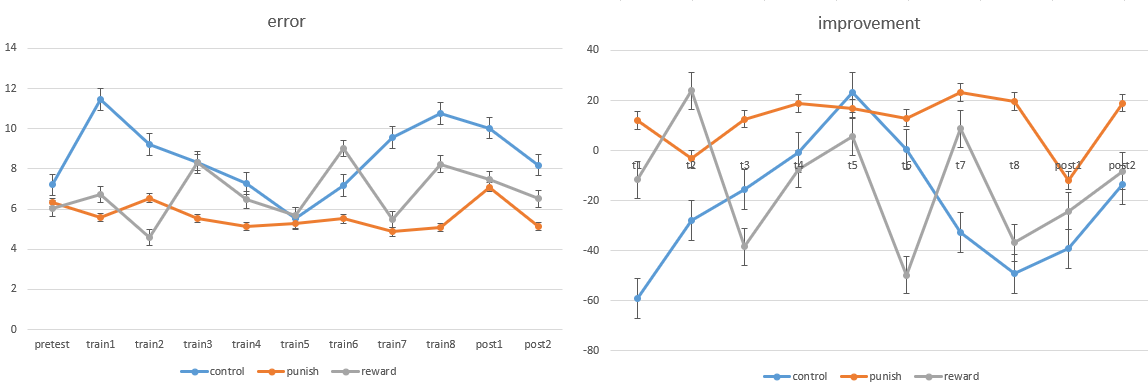 error
14
12
10
8
6
4
2
0
pretest train1 train2 train3 train4 train5 train6 train7 train8 post1 post2
control punish reward
improvement
40
20
0
-20
-40
-60
-80
t1 t2 t3 t4 t5 t6 t7 t8 post1 post2
control punish reward